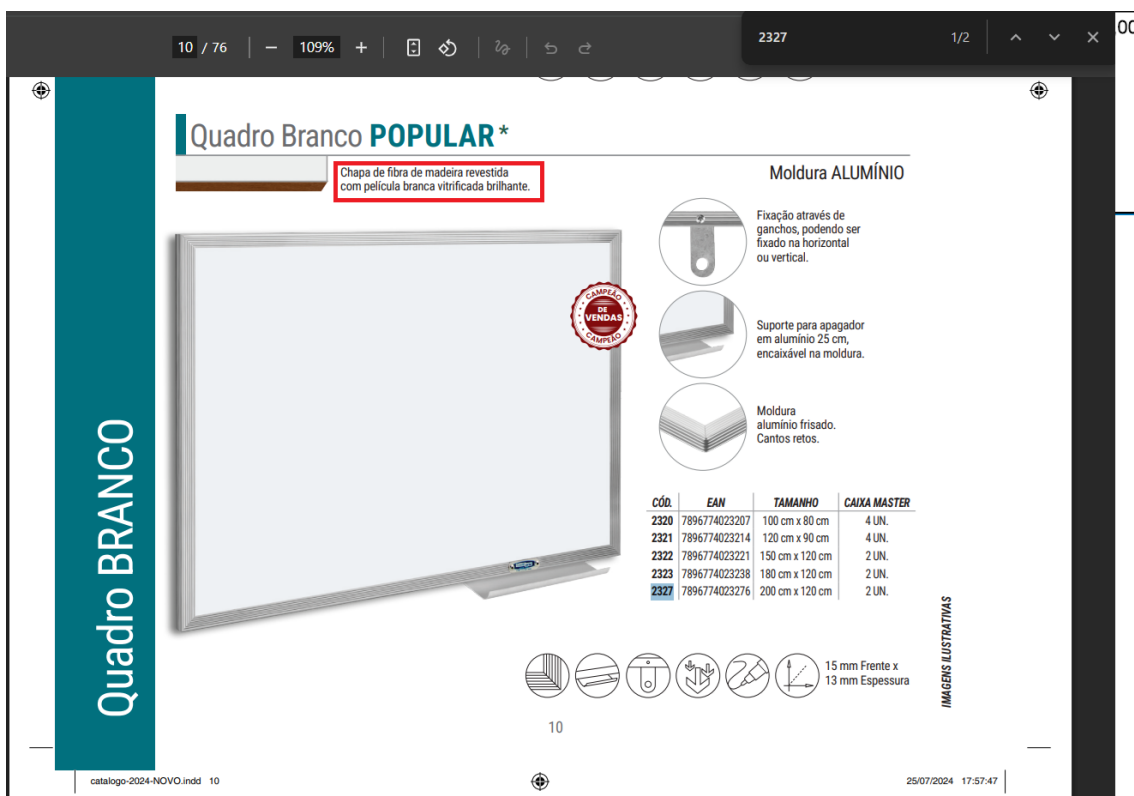 10 / 76
109%
2327
1/2
00
Quadro Branco POPULAR*
Chapa de fibra de madeira revestida
com película branca vitrificada brilhante.
Moldura ALUMÍNIO
Fixação através de
ganchos, podendo ser
fixado na horizontal
ou vertical.
CAMPEÃO
DE
VENDAS
CAMPEÃO
Suporte para apagador
em alumínio 25 cm,
encaixável na moldura.
Moldura
alumínio frisado.
Cantos retos.
CÓD. EAN TAMANHO CAIXA MASTER
2320 7896774023207 100 cm x 80 cm 4 UN.
2321 7896774023214 120 cm x 90 cm 4 UN.
2322 7896774023221 150 cm x 120 cm 2 UN.
2323 7896774023238 180 cm x 120 cm 2 UN.
2327 7896774023276 200 cm x 120 cm 2 UN.
Quadro BRANCO
IMAGENS ILUSTRATIVAS
15 mm Frente x
13 mm Espessura
10
catalogo-2024-NOVO.indd 10
25/07/2024 17:57:47